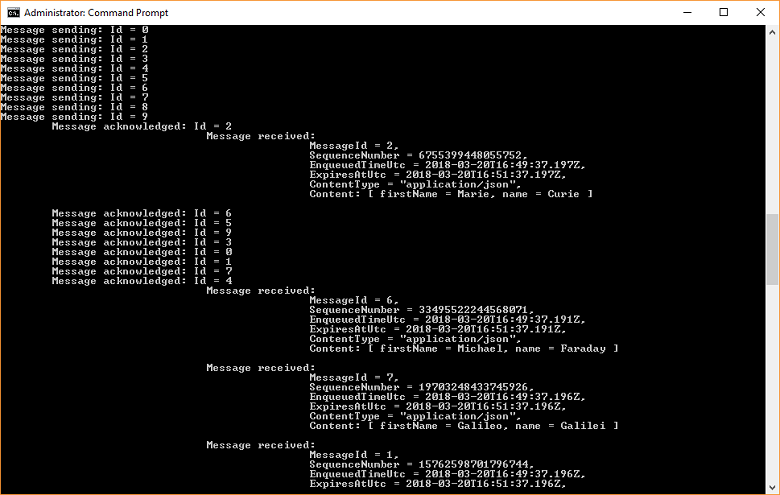 Administrator: Command Prompt
Message sending: Id = 0
Message sending: Id = 1
Message sending: Id = 2
Message sending: Id = 3
Message sending: Id = 4
Message sending: Id = 5
Message sending: Id = 6
Message sending: Id = 7
Message sending: Id = 8
Message sending: Id = 9
Message acknowledged: Id = 2
Message received:
MessageId = 2,
SequenceNumber = 6755399448055752,
EnqueuedTimeUtc = 2018-03-20T16:49:37.197Z,
ExpiresAtUtc = 2018-03-20T16:51:37.197Z,
ContentType = "application/json",
Content: [ firstName = Marie, name = Curie ]
Message acknowledged: Id = 6
Message acknowledged: Id = 5
Message acknowledged: Id = 9
Message acknowledged: Id = 3
Message acknowledged: Id = 0
Message acknowledged: Id = 1
Message acknowledged: Id = 7
Message acknowledged: Id = 4
Message received:
MessageId = 6,
SequenceNumber = 33495522244568071,
EnqueuedTimeUtc = 2018-03-20T16:49:37.191Z,
ExpiresAtUtc = 2018-03-20T16:51:37.191Z,
ContentType = "application/json",
Content: [ firstName = Michael, name = Faraday ]
Message received:
MessageId = 7,
SequenceNumber = 19703248433745926,
EnqueuedTimeUtc = 2018-03-20T16:49:37.196Z,
ExpiresAtUtc = 2018-03-20T16:51:37.196Z,
ContentType = "application/json",
Content: [ firstName = Galileo, name = Galilei ]
Message received:
MessageId = 1,
SequenceNumber = 15762598701796744,
EnqueuedTimeUtc = 2018-03-20T16:49:37.196Z,
ExpiresAtUtc = 2018-03-20T16:51:37.196Z,